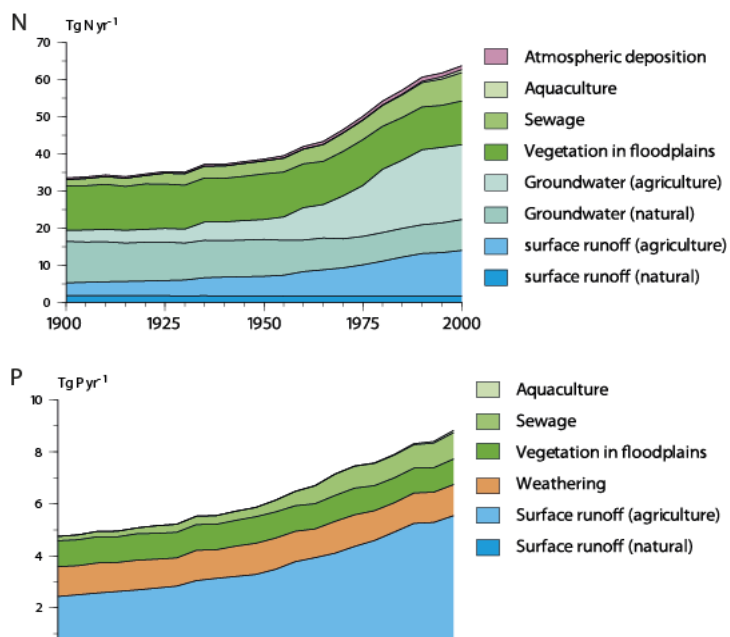 N
Tg N yr-1
70
60
50
40
30
20
10
0
1900
1925
1950
1975
2000
Atmospheric deposition
Aquaculture
Sewage
Vegetation in floodplains
Groundwater (agriculture)
Groundwater (natural)
surface runoff (agriculture)
surface runoff (natural)
P
Tg P yr-1
10
8
6
4
2
Aquaculture
Sewage
Vegetation in floodplains
Weathering
Surface runoff (agriculture)
Surface runoff (natural)